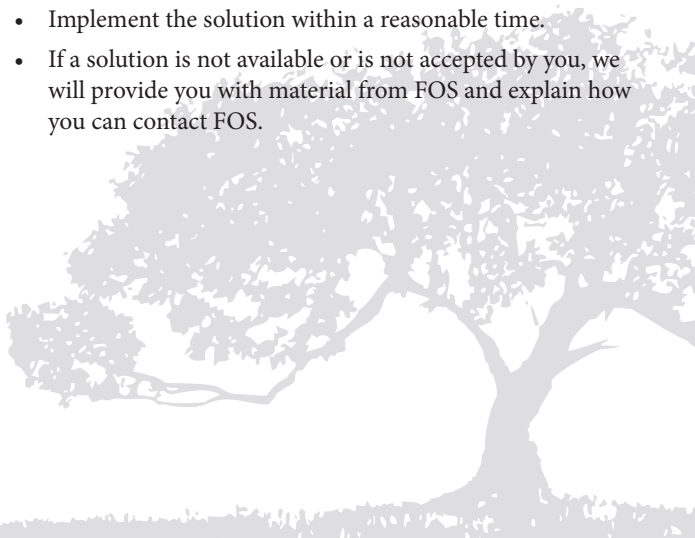 • Implement the solution within a reasonable time.
• If a solution is not available or is not accepted by you, we
will provide you with material from FOS and explain how
you can contact FOS.